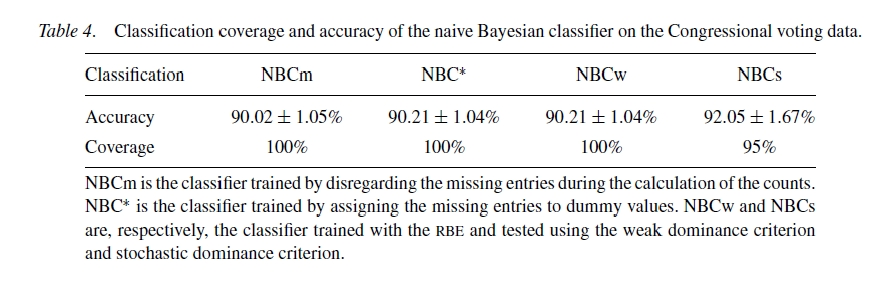 Table 4. Classification coverage and accuracy of the naive Bayesian classifier on the Congressional voting data.
Classification NBCm NBC* NBCw NBCs
Accuracy 90.02 ± 1.05% 90.21 ± 1.04% 90.21 ± 1.04% 92.05 ± 1.67%
Coverage 100% 100% 100% 95%
NBCm is the classifier trained by disregarding the missing entries during the calculation of the counts.
NBC* is the classifier trained by assigning the missing entries to dummy values. NBCw and NBCs
are, respectively, the classifier trained with the RBE and tested using the weak dominance criterion
and stochastic dominance criterion.